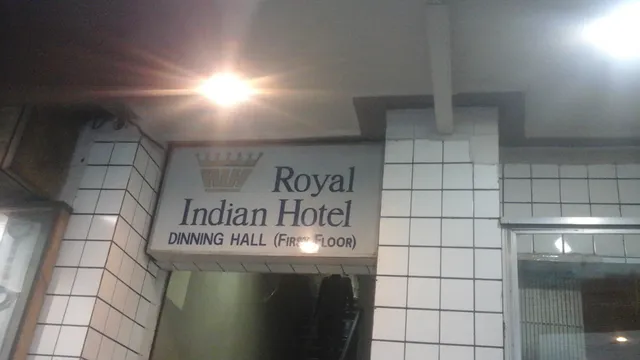 Royal
Indian Hotel
DINNING HALL (FIRST FLOOR)